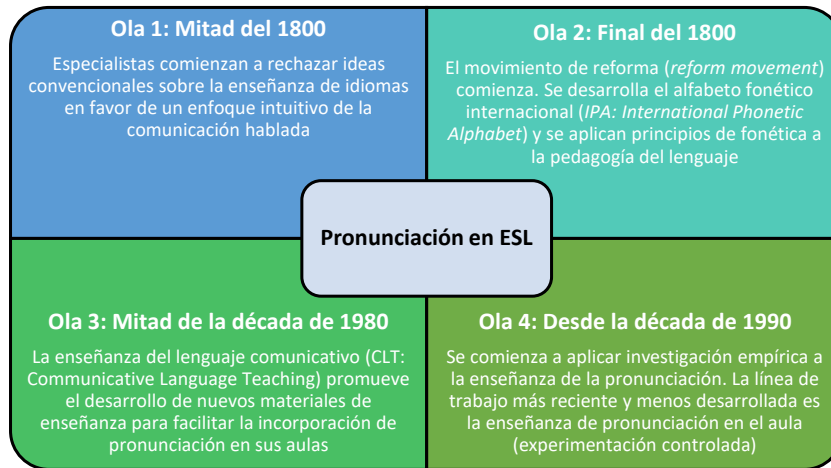 Ola 1: Mitad del 1800
Especialistas comienzan a rechazar ideas
convencionales sobre la enseñanza de idiomas
en favor de un enfoque intuitivo de la
comunicación hablada
Ola 2: Final del 1800
El movimiento de reforma (reform movement)
comienza. Se desarrolla el alfabeto fonético
internacional (IPA: International Phonetic
Alphabet) y se aplican principios de fonética a
la pedagogía del lenguaje
Pronunciación en ESL
Ola 3: Mitad de la década de 1980
La enseñanza del lenguaje comunicativo (CLT:
Communicative Language Teaching) promueve
el desarrollo de nuevos materiales de
enseñanza para facilitar la incorporación de
pronunciación en sus aulas
Ola 4: Desde la década de 1990
Se comienza a aplicar investigación empírica a
la enseñanza de la pronunciación. La línea de
trabajo más reciente y menos desarrollada es
la enseñanza de pronunciación en el aula
(experimentación controlada)